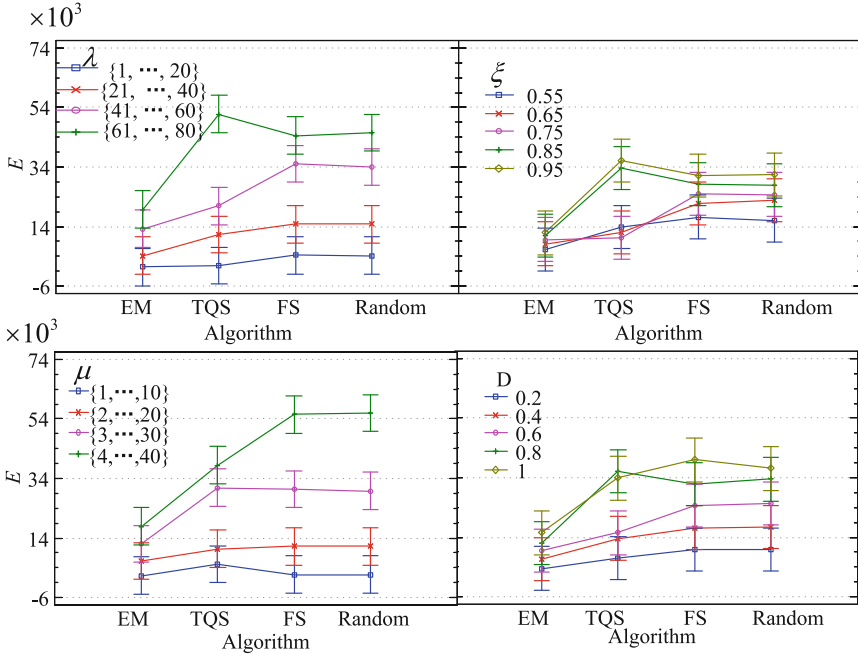 ×10³
74
54
34
14
-6
E
λ
{1, ···, 20}
{21, ···, 40}
{41, ···, 60}
{61, ···, 80}
EM TQS FS Random
Algorithm
ξ
0.55
0.65
0.75
0.85
0.95
EM TQS FS Random
Algorithm
×10³
74
54
34
14
-6
E
μ
{1,···,10}
{2,···,20}
{3,···,30}
{4,···,40}
EM TQS FS Random
Algorithm
D
0.2
0.4
0.6
0.8
1
EM TQS FS Random
Algorithm